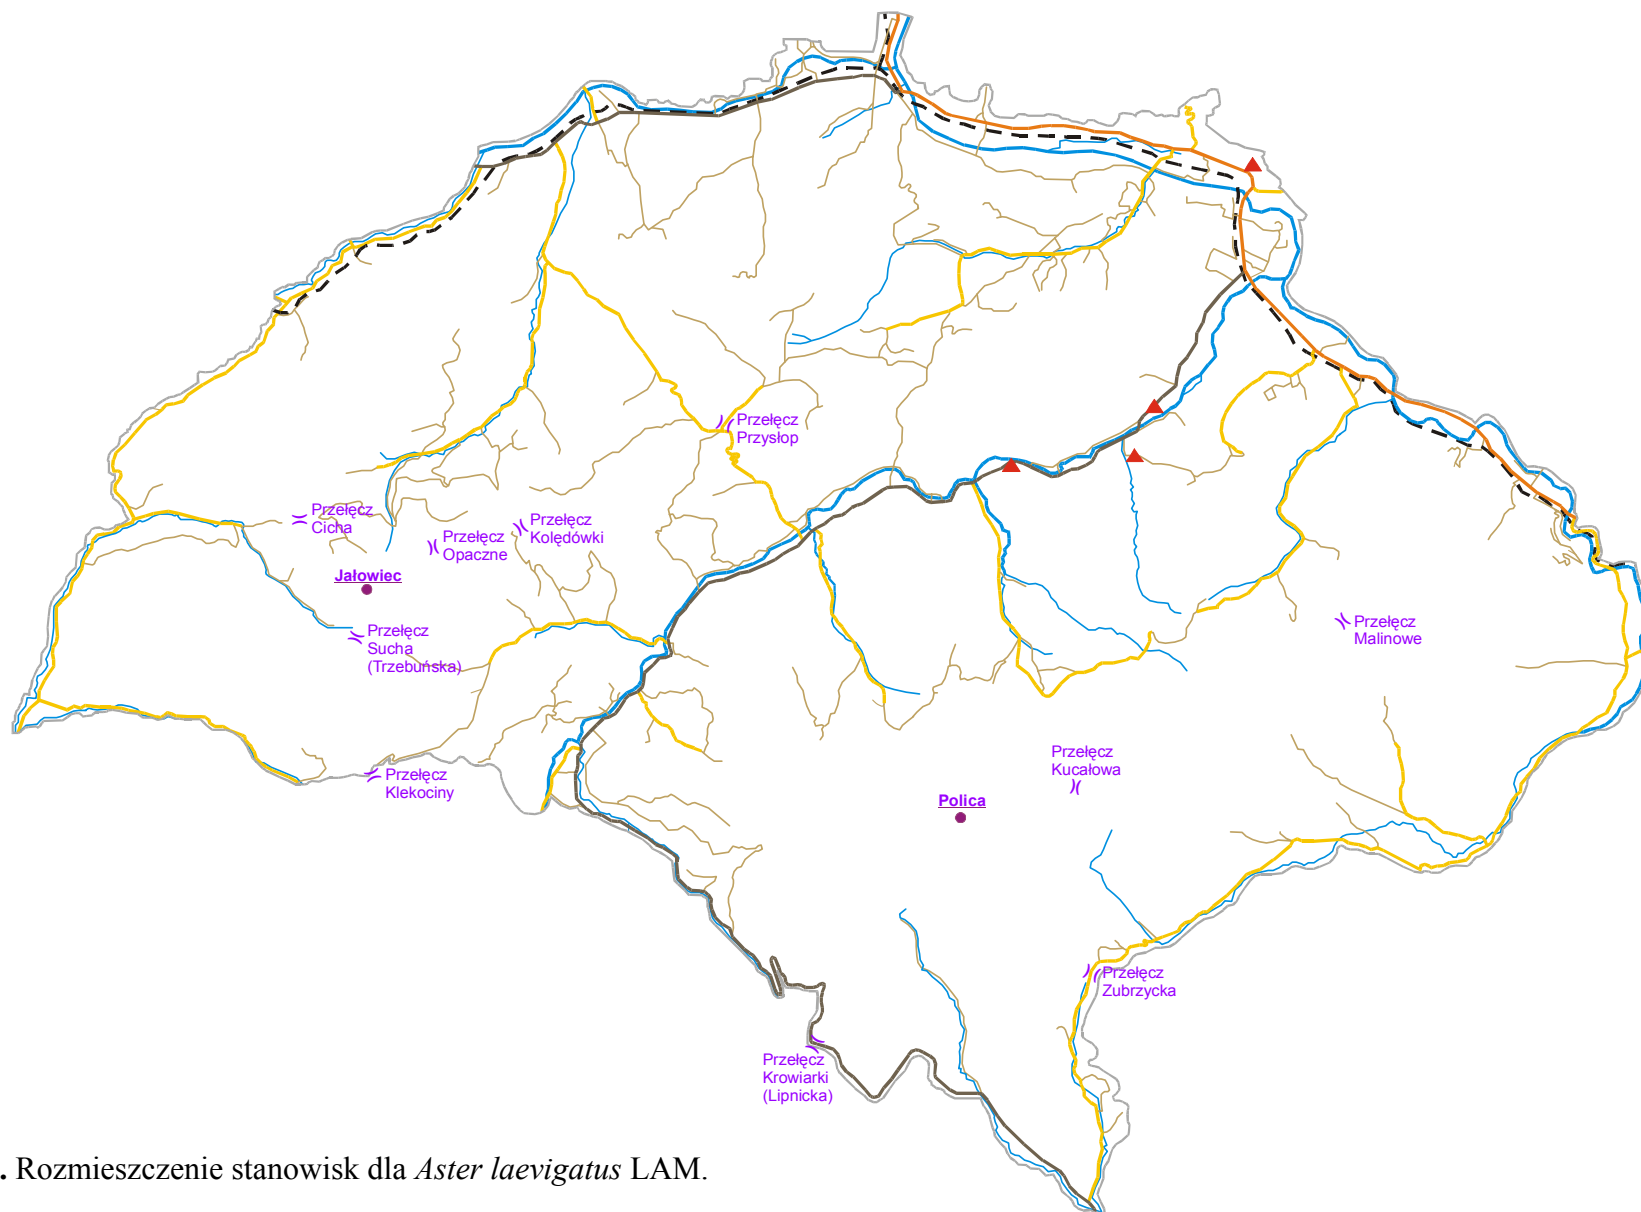 Przełęcz
Przysłop
Przełęcz
Cicha
Przełęcz
Kolędówki
Przełęcz
Opaczne
Jałowiec
Przełęcz
Sucha
(Trzebuńska)
Przełęcz
Malinowe
Przełęcz
Klekociny
Przełęcz
Kucałowa
Polica
Przełęcz
Zubrzycka
Przełęcz
Krowiarki
(Lipnicka)
. Rozmieszczenie stanowisk dla Aster laevigatus LAM.